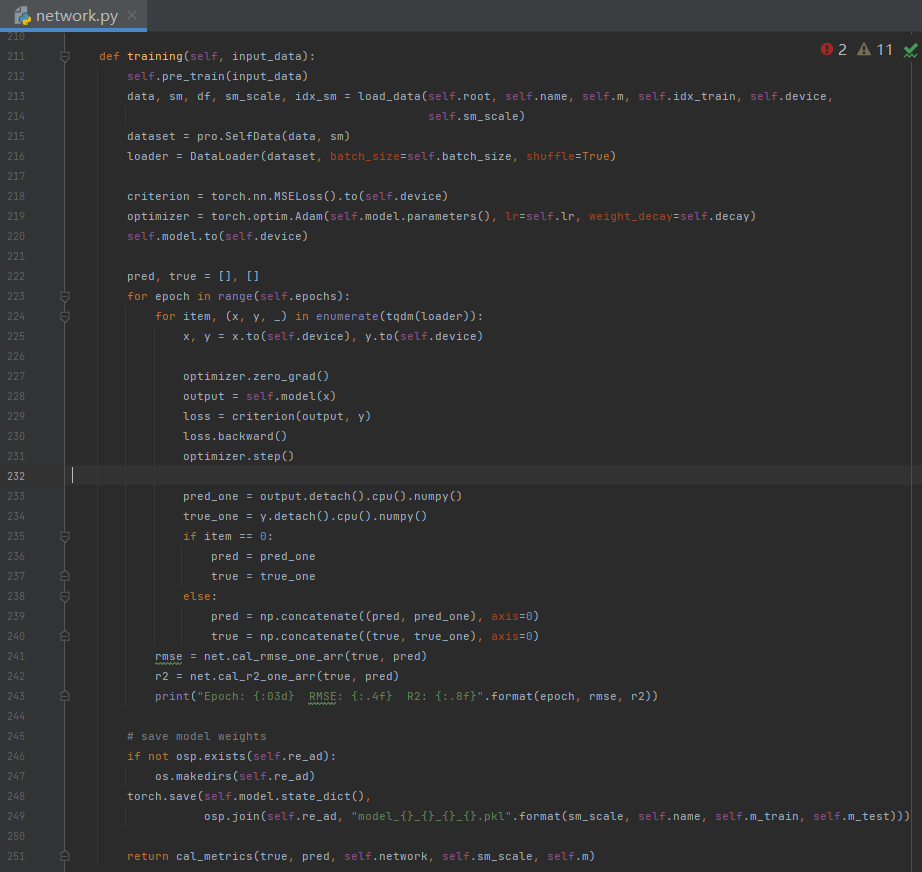 network.py
210
2 11
211 def training(self, input_data):
212 self.pre_train(input_data)
213 data, sm, df, sm_scale, idx_sm = load_data(self.root, self.name, self.m, self.idx_train, self.device,
214 self.sm_scale)
215 dataset = pro.SelfData(data, sm)
216 loader = DataLoader(dataset, batch_size=self.batch_size, shuffle=True)
217
218 criterion = torch.nn.MSELoss().to(self.device)
219 optimizer = torch.optim.Adam(self.model.parameters(), lr=self.lr, weight_decay=self.decay)
220 self.model.to(self.device)
221
222 pred, true = [], []
223 for epoch in range(self.epochs):
224 for item, (x, y, _) in enumerate(tqdm(loader)):
225 x, y = x.to(self.device), y.to(self.device)
226
227 optimizer.zero_grad()
228 output = self.model(x)
229 loss = criterion(output, y)
230 loss.backward()
231 optimizer.step()
232
233 pred_one = output.detach().cpu().numpy()
234 true_one = y.detach().cpu().numpy()
235 if item == 0:
236 pred = pred_one
237 true = true_one
238 else:
239 pred = np.concatenate((pred, pred_one), axis=0)
240 true = np.concatenate((true, true_one), axis=0)
241 rmse = net.cal_rmse_one_arr(true, pred)
242 r2 = net.cal_r2_one_arr(true, pred)
243 print("Epoch: {:03d}  RMSE: {:.4f}  R2: {:.8f}".format(epoch, rmse, r2))
244
245 # save model weights
246 if not osp.exists(self.re_ad):
247 os.makedirs(self.re_ad)
248 torch.save(self.model.state_dict(),
249 osp.join(self.re_ad, "model_{}_{}_{}_{}.pkl".format(sm_scale, self.name, self.m_train, self.m_test)))
250
251 return cal_metrics(true, pred, self.network, self.sm_scale, self.m)